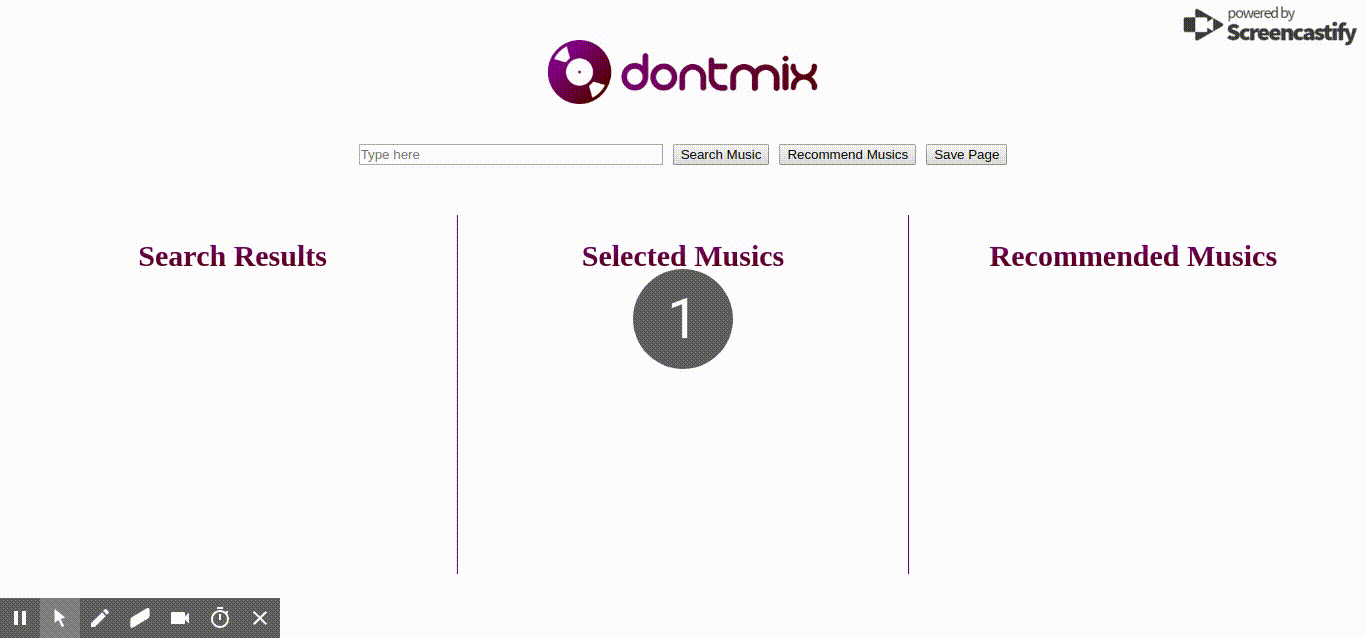 powered by
Screencastify
dontmix
Type here
Search Music
Recommend Musics
Save Page
Search Results
Selected Musics
Recommended Musics
1